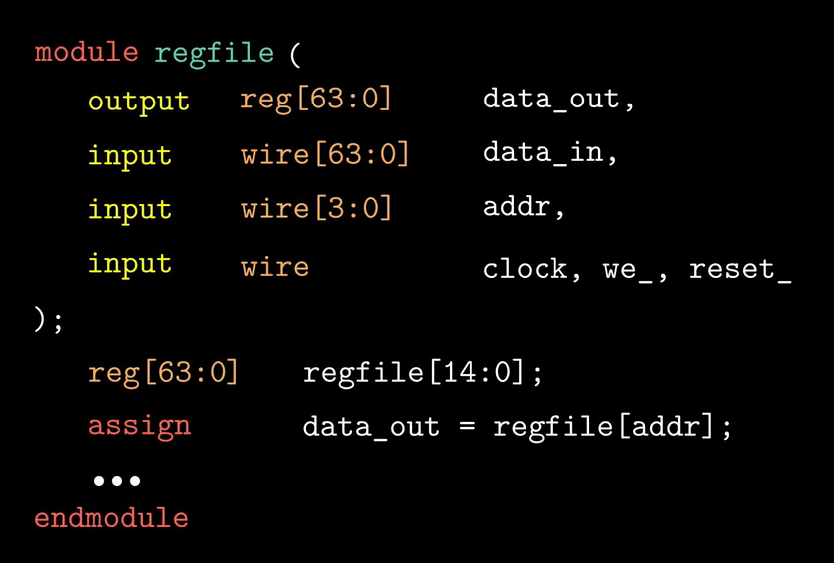 module regfile (
output reg[63:0] data_out,
input wire[63:0] data_in,
input wire[3:0] addr,
input wire clock, we_, reset_
);
reg[63:0] regfile[14:0];
assign data_out = regfile[addr];
...
endmodule